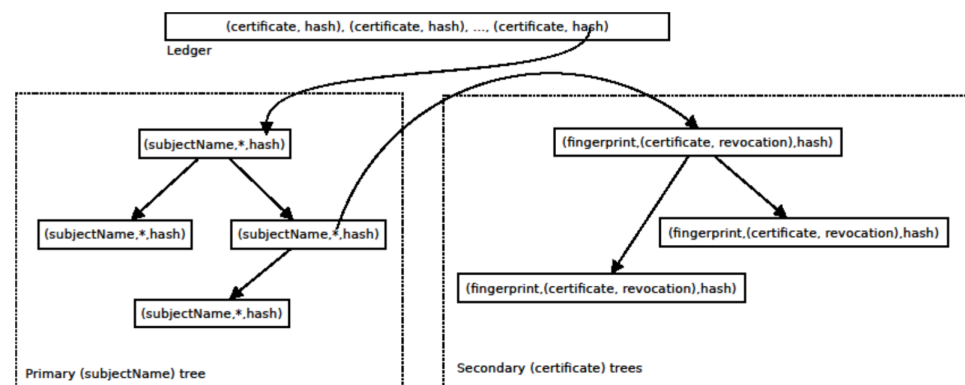 (certificate, hash), (certificate, hash), ..., (certificate, hash)
Ledger
(subjectName,*,hash)
(subjectName,*,hash)
(subjectName,*,hash)
(subjectName,*,hash)
Primary (subjectName) tree
(fingerprint,(certificate, revocation),hash)
(fingerprint,(certificate, revocation),hash)
(fingerprint,(certificate, revocation),hash)
Secondary (certificate) trees